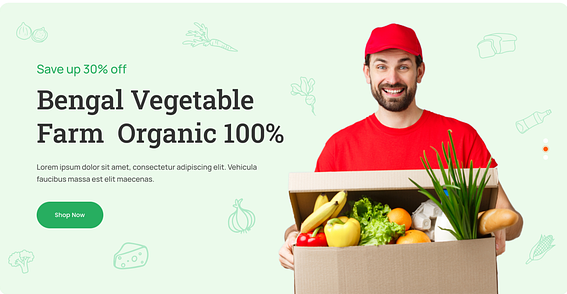 Save up 30% off
Bengal Vegetable
Farm Organic 100%
Lorem ipsum dolor sit amet, consectetur adipiscing elit. Vehicula
faucibus massa est elit maecenas.
Shop Now